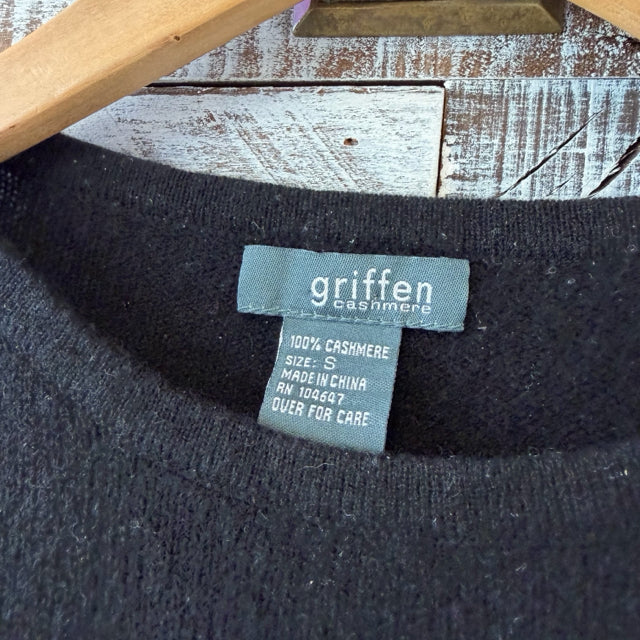 griffen
cashmere
100% CASHMERE
SIZE: S
MADE IN CHINA
RN 104647
OVER FOR CARE